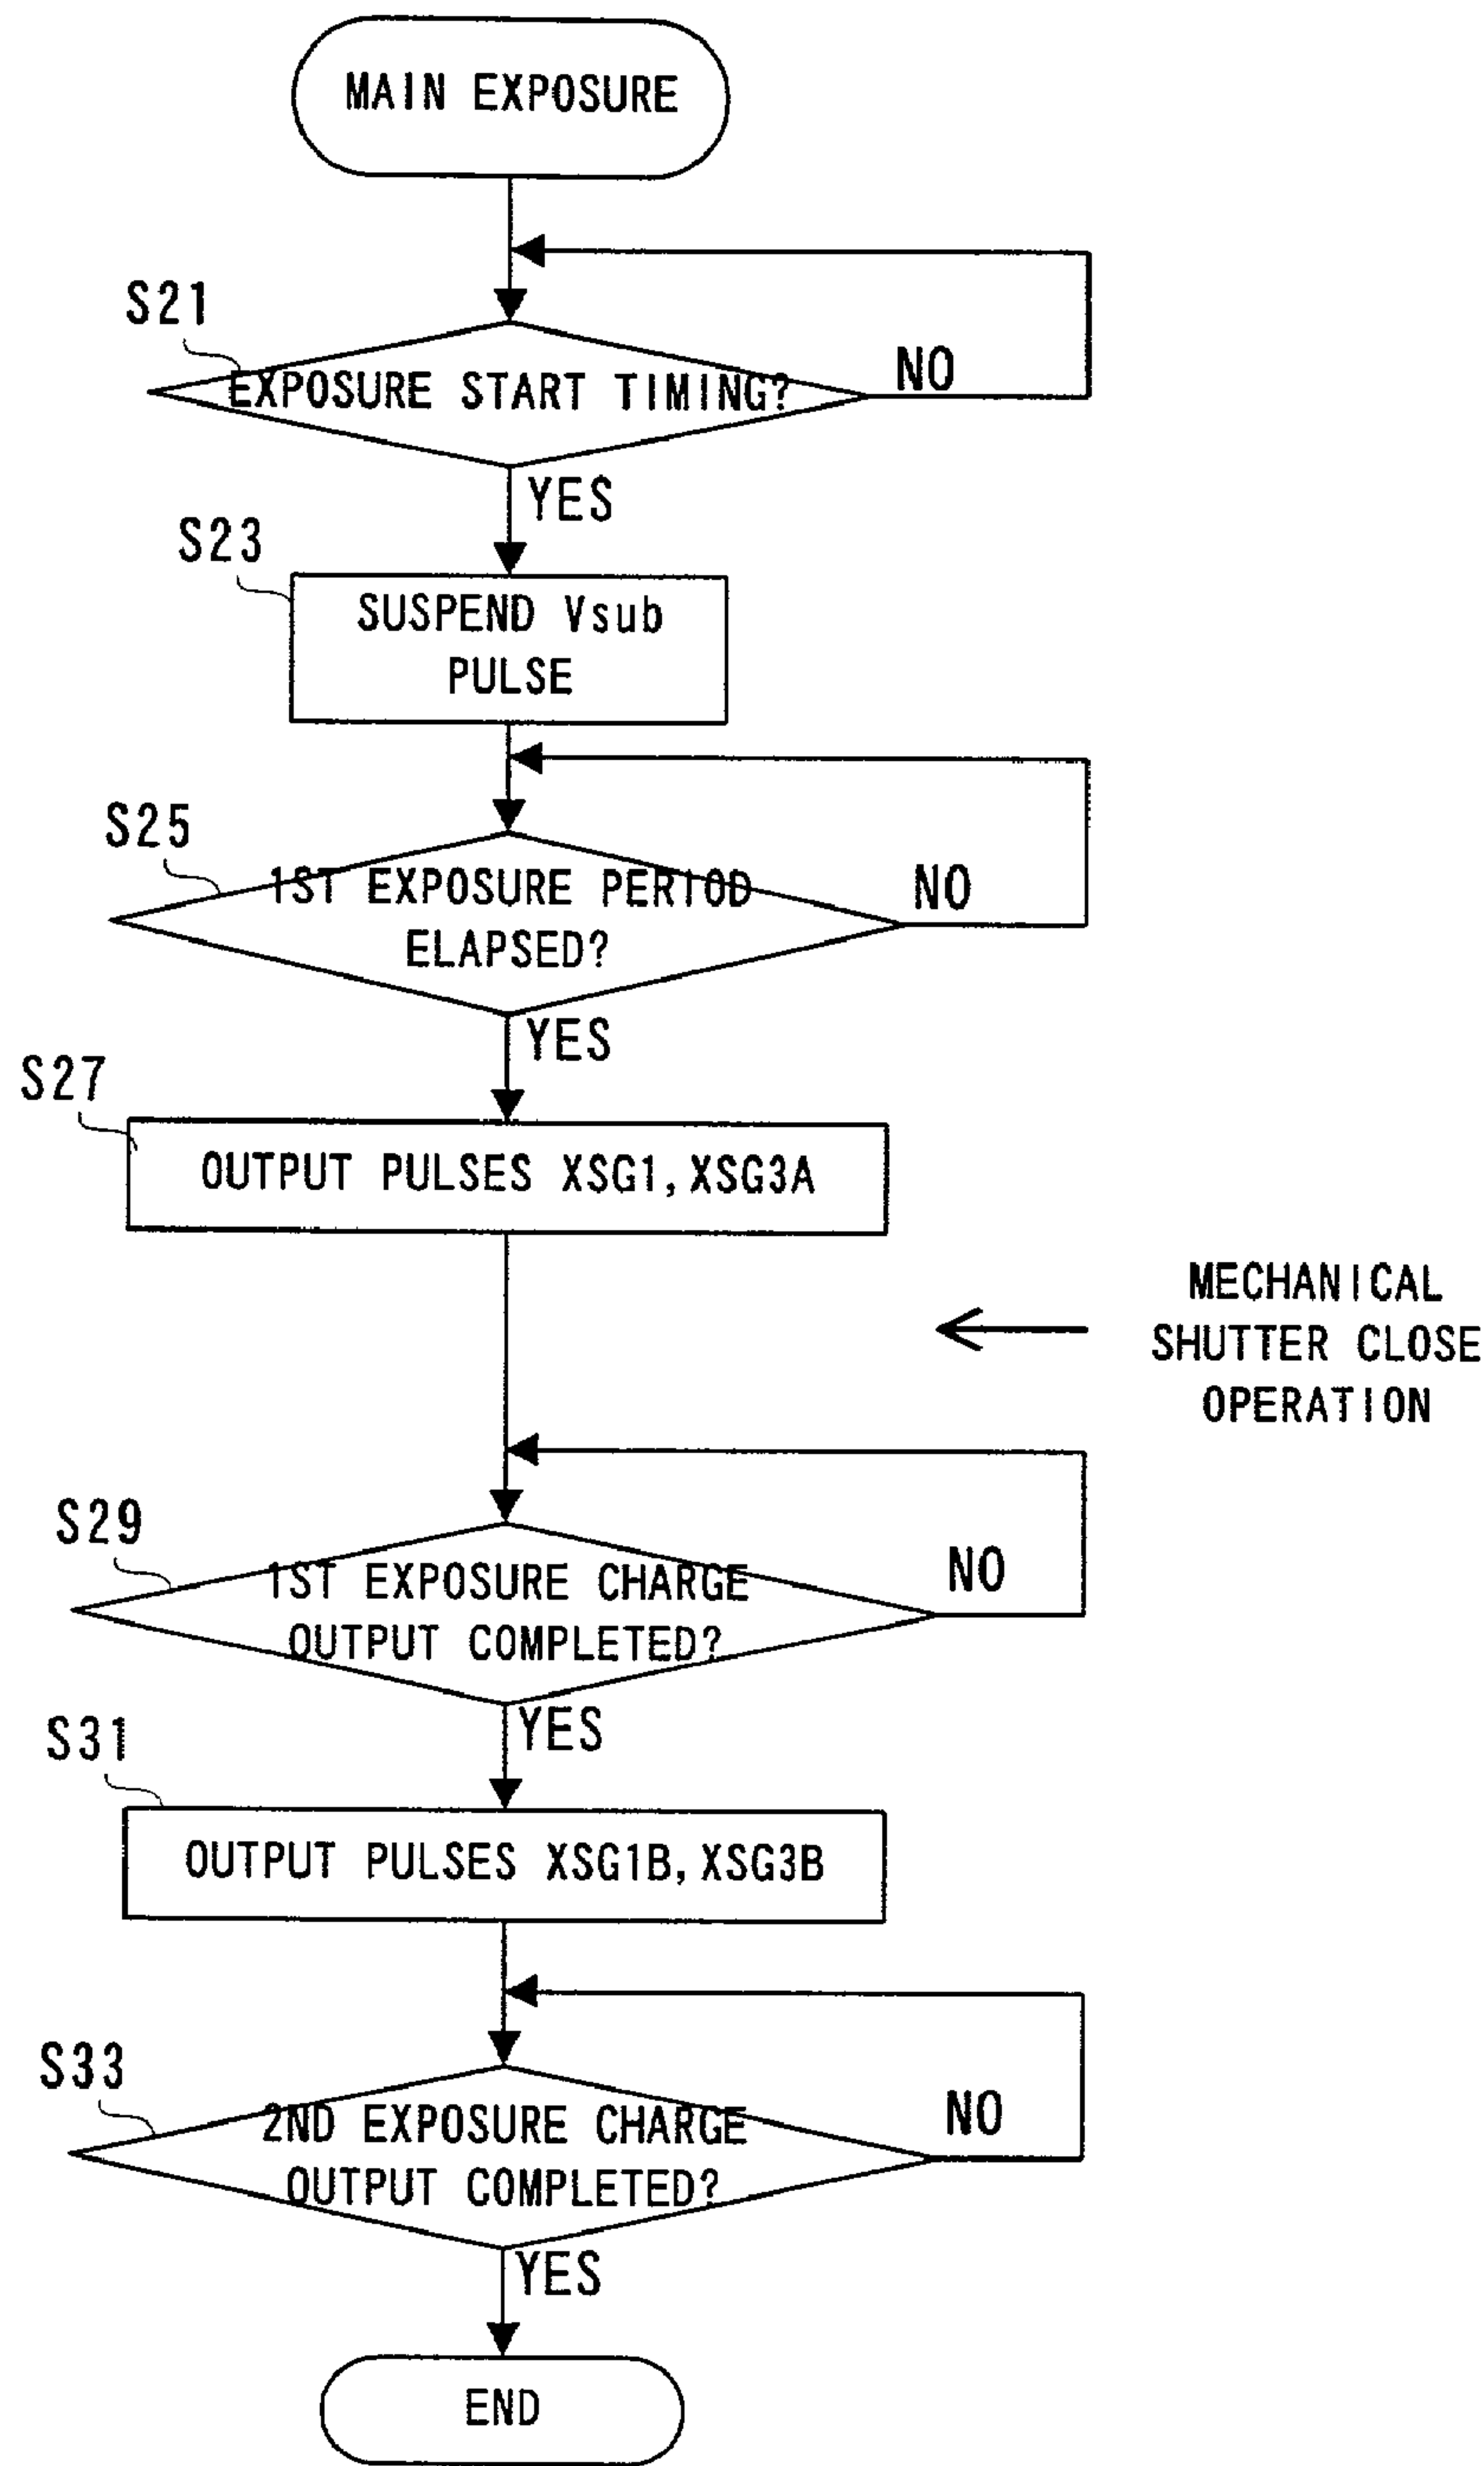 MAIN EXPOSURE
S21
EXPOSURE START TIMING?
NO
YES
S23
SUSPEND Vsub
PULSE
S25
1ST EXPOSURE PERIOD
ELAPSED?
NO
YES
S27
OUTPUT PULSES XSG1, XSG3A
MECHANICAL
SHUTTER CLOSE
OPERATION
S29
1ST EXPOSURE CHARGE
OUTPUT COMPLETED?
NO
YES
S31
OUTPUT PULSES XSG1B, XSG3B
S33
2ND EXPOSURE CHARGE
OUTPUT COMPLETED?
NO
YES
END